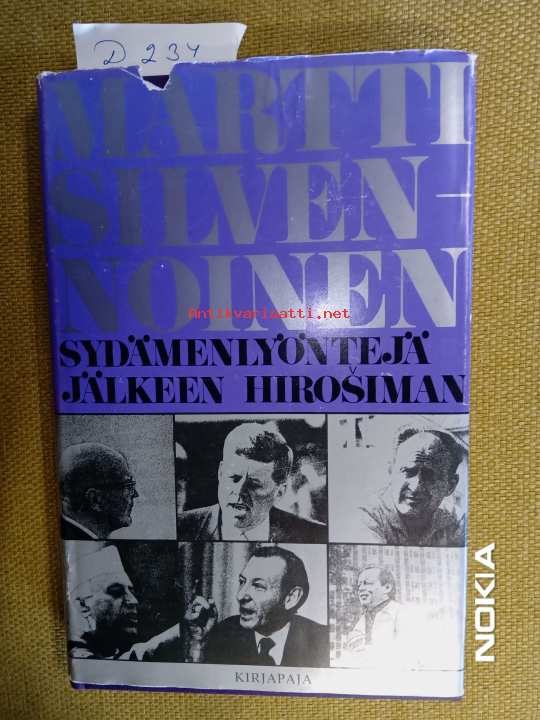 D 234
MARTTI
SILVEN-
NOINEN
Antikvariaatti.net
SYDÄMENLYÖNTEJÄ
JÄLKEEN HIROŠIMAN
KIRJAPAJA
NOKIA